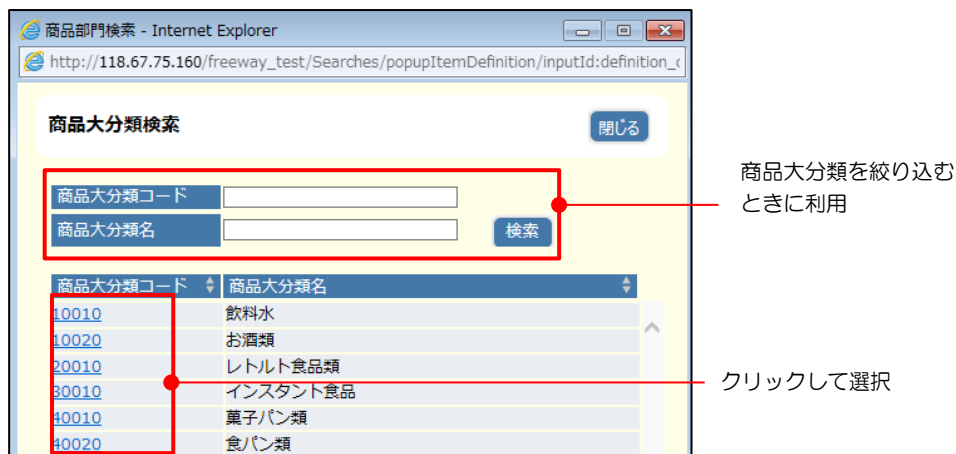 商品部門検索 - Internet Explorer
http://118.67.75.160/freeway_test/Searches/popupItemDefinition/inputId:definition_c
商品大分類検索
閉じる
商品大分類コード
商品大分類名
検索
商品大分類を絞り込む
ときに利用
商品大分類コード 商品大分類名
10010 飲料水
10020 お酒類
20010 レトルト食品類
30010 インスタント食品
40010 菓子パン類
40020 食パン類
クリックして選択